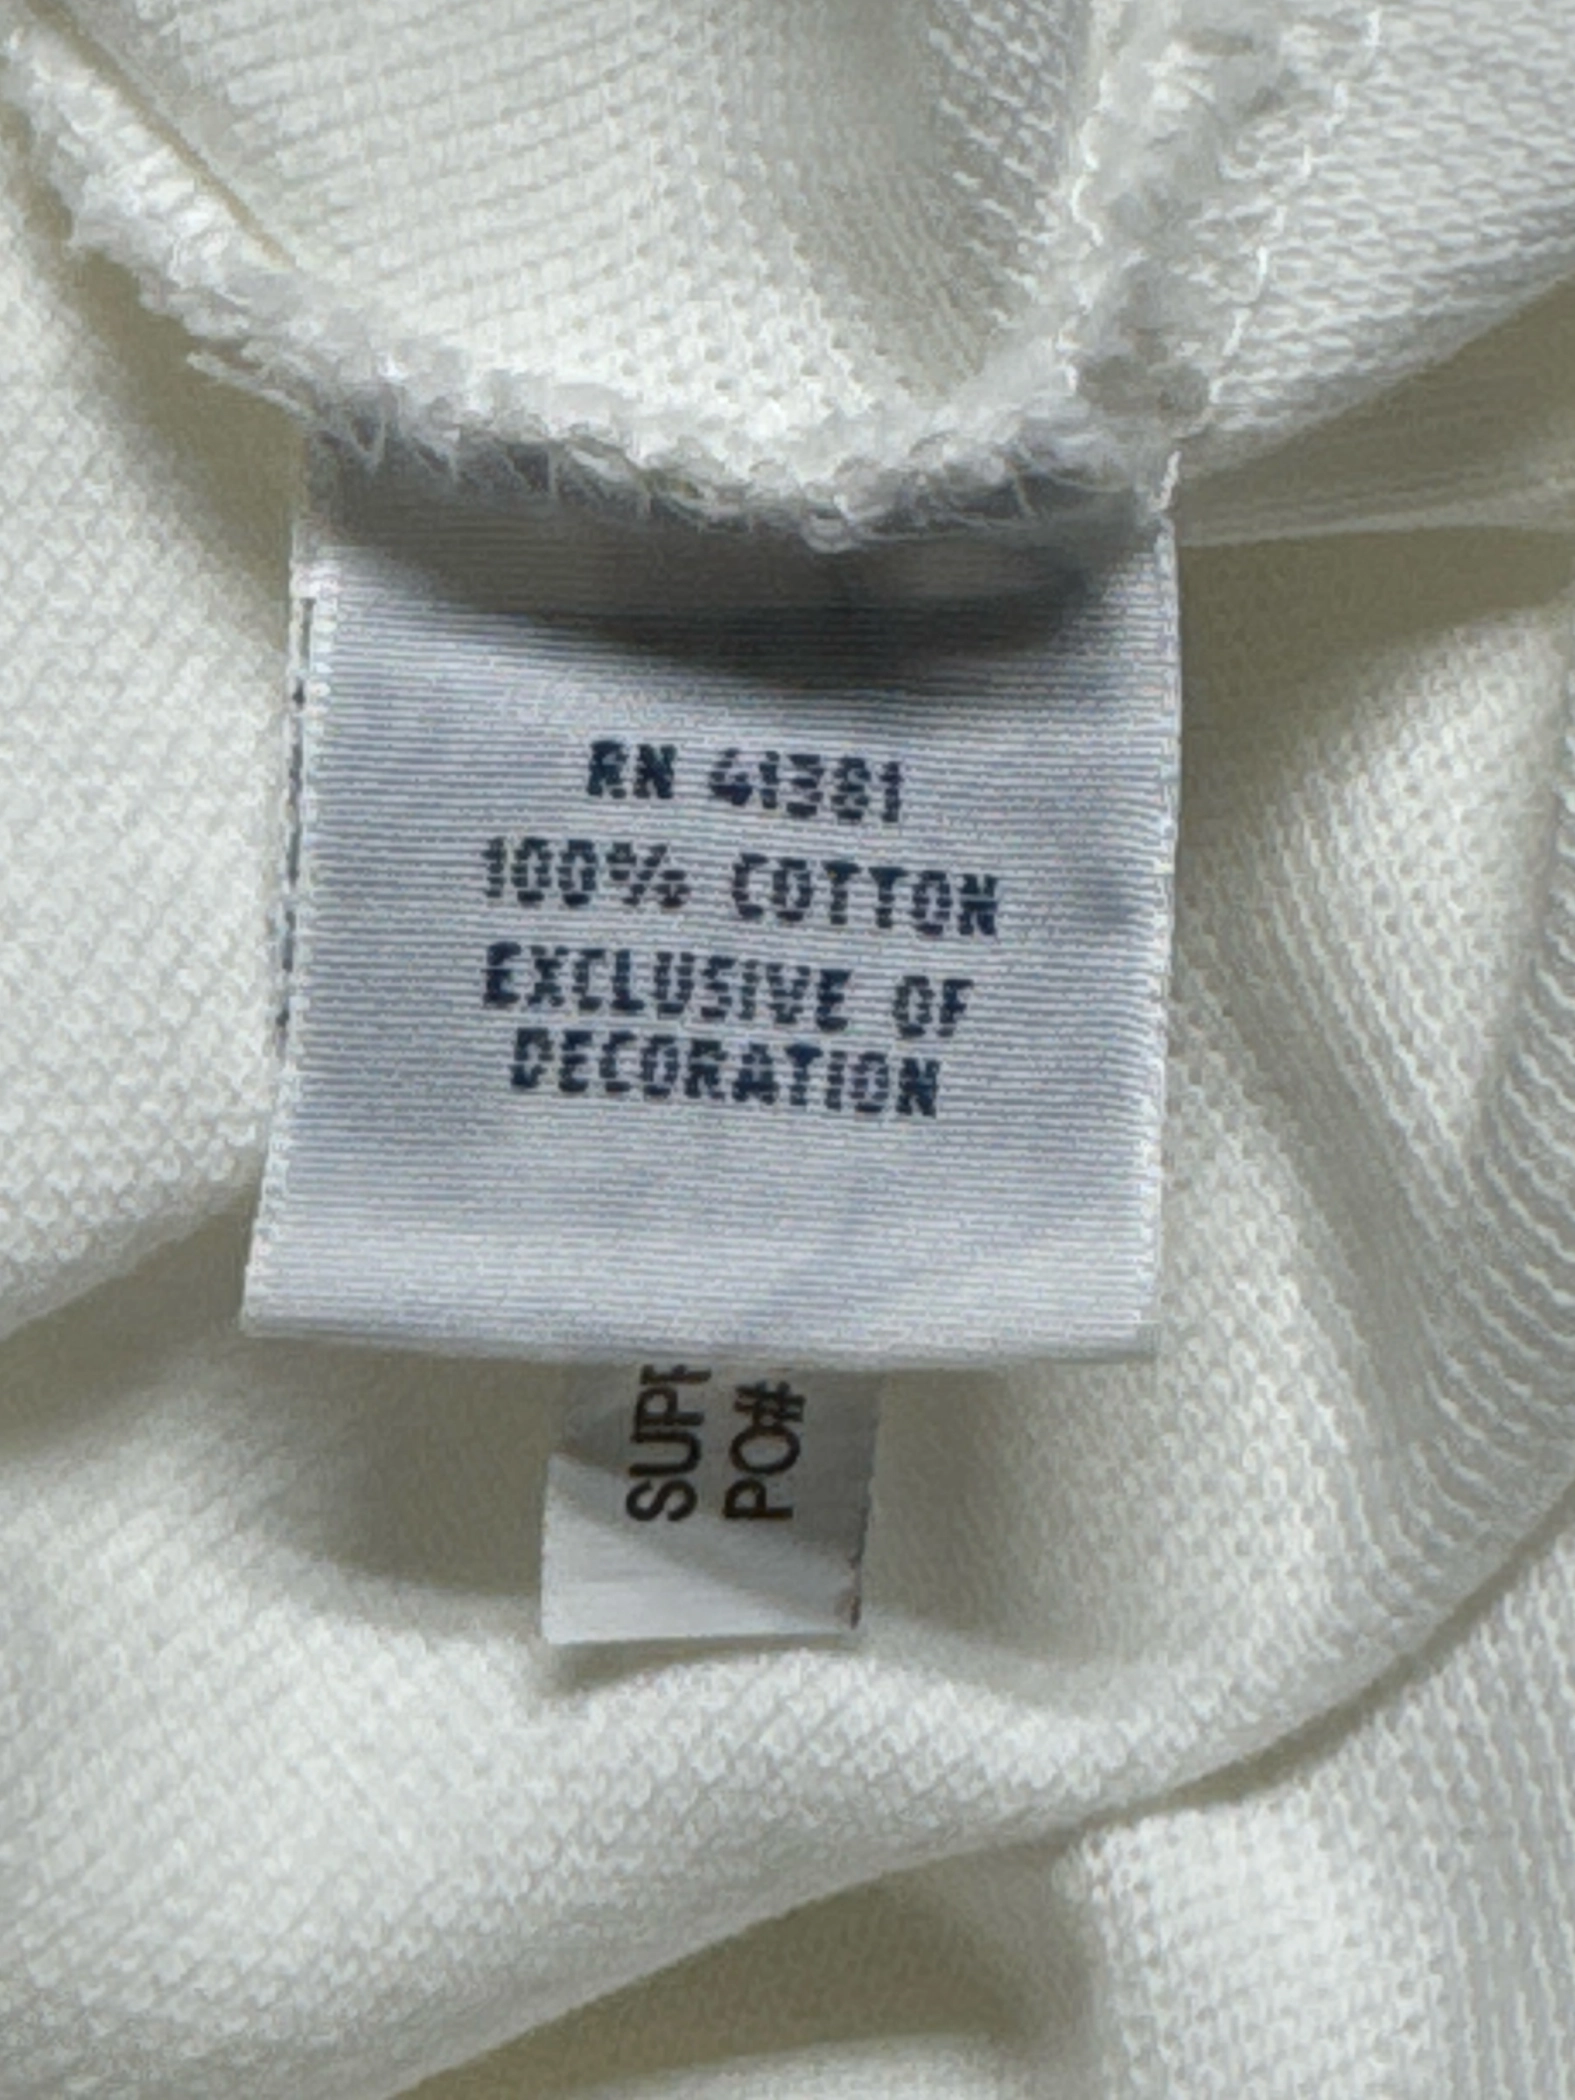 RN 41381
100% COTTON
EXCLUSIVE OF
DECORATION
PO#